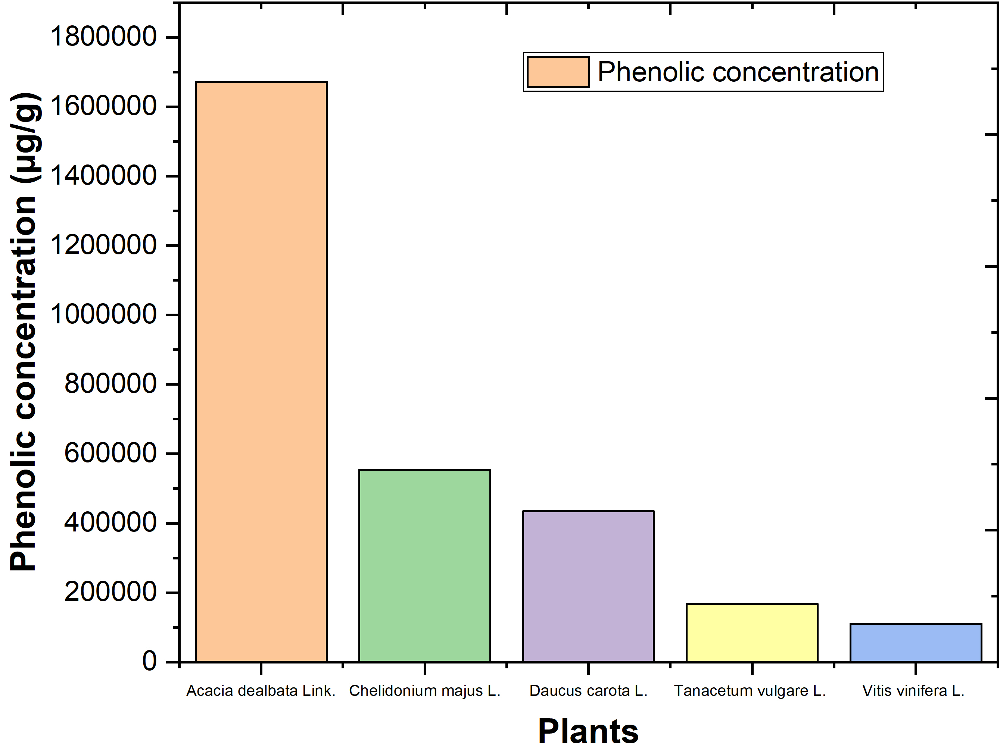 Phenolic concentration (µg/g)
1800000
1600000
1400000
1200000
1000000
800000
600000
400000
200000
0
Phenolic concentration
Acacia dealbata Link.
Chelidonium majus L.
Daucus carota L.
Tanacetum vulgare L.
Vitis vinifera L.
Plants